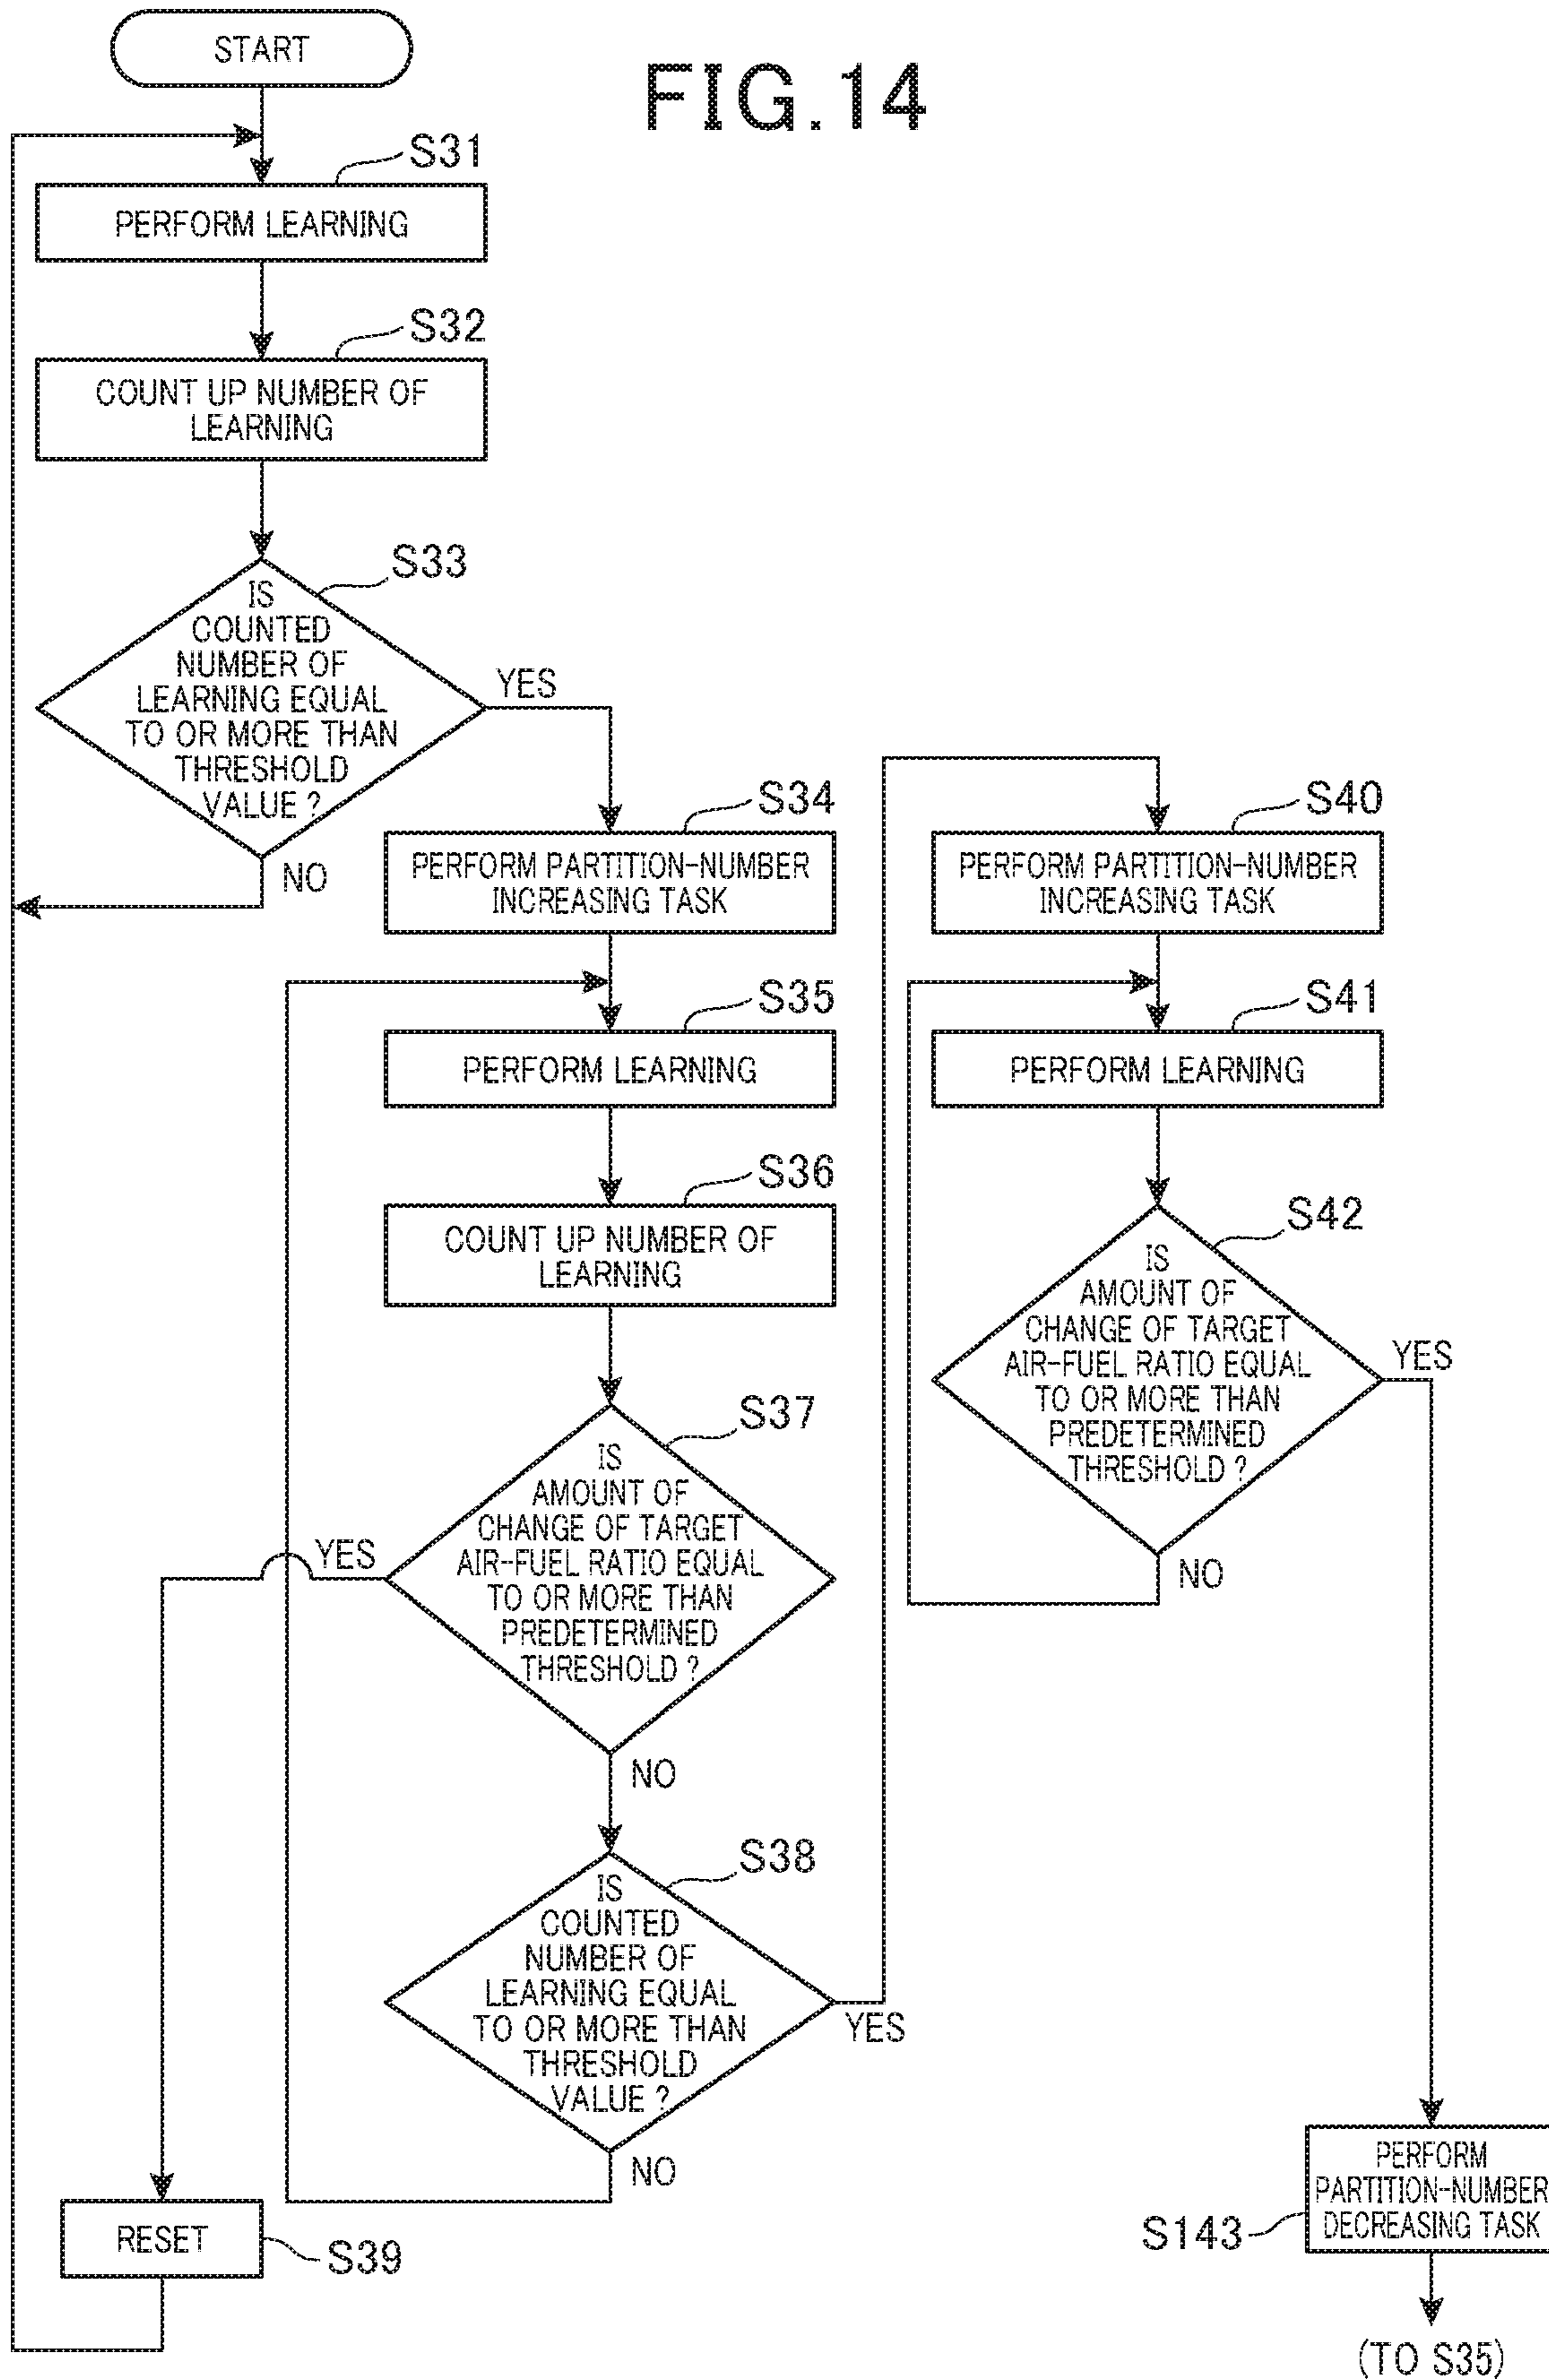 FIG.14
START
S31
PERFORM LEARNING
S32
COUNT UP NUMBER OF
LEARNING
S33
IS
COUNTED
NUMBER OF
LEARNING EQUAL
TO OR MORE THAN
THRESHOLD
VALUE ?
YES
NO
S34
PERFORM PARTITION-NUMBER
INCREASING TASK
S35
PERFORM LEARNING
S36
COUNT UP NUMBER OF
LEARNING
S37
IS
AMOUNT OF
CHANGE OF TARGET
AIR-FUEL RATIO EQUAL
TO OR MORE THAN
PREDETERMINED
THRESHOLD ?
YES
NO
S38
IS
COUNTED
NUMBER OF
LEARNING EQUAL
TO OR MORE THAN
THRESHOLD
VALUE ?
YES
NO
RESET
S39
S40
PERFORM PARTITION-NUMBER
INCREASING TASK
S41
PERFORM LEARNING
S42
IS
AMOUNT OF
CHANGE OF TARGET
AIR-FUEL RATIO EQUAL
TO OR MORE THAN
PREDETERMINED
THRESHOLD ?
YES
NO
PERFORM
PARTITION-NUMBER
DECREASING TASK
S143
(TO S35)